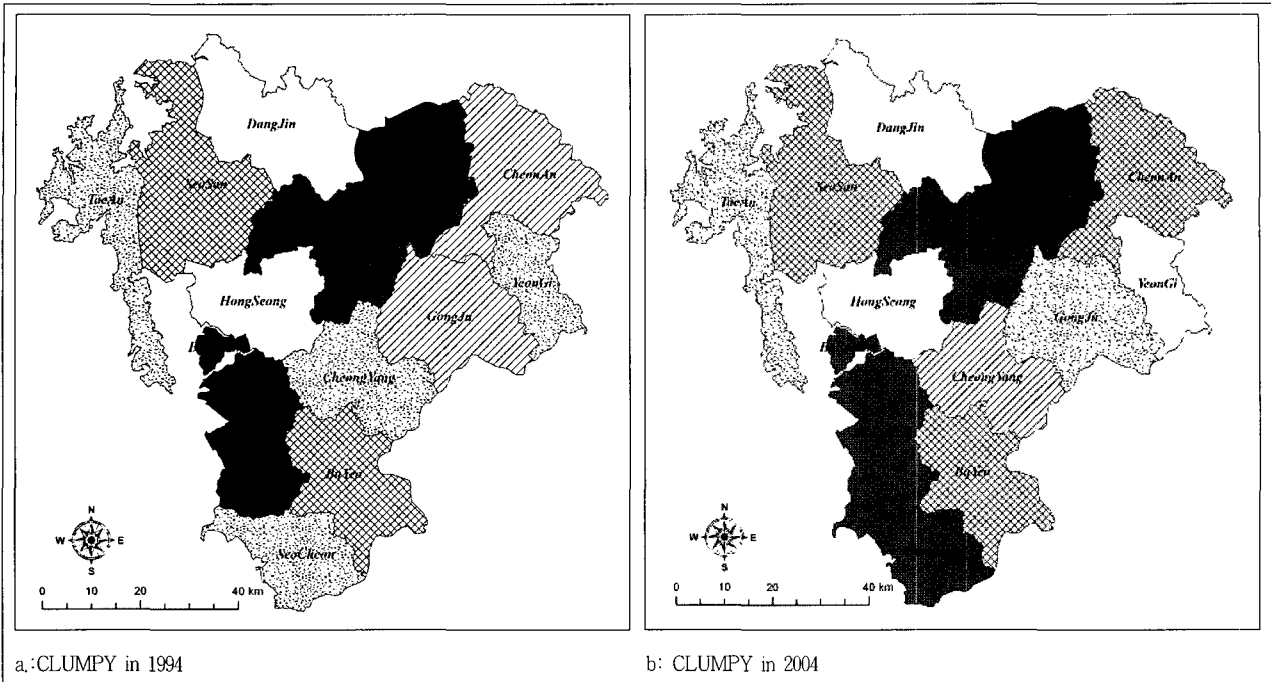 DangJin
SeoSan
TaeAn
CheonAn
YeonGi
HongSeong
GongJu
CheongYang
BuYeo
SeoCheon
N
W E
S
0 10 20 40 km
DangJin
SeoSan
TaeAn
CheonAn
YeonGi
HongSeong
GongJu
CheongYang
BuYeo
N
W E
S
0 10 20 40 km
a.:CLUMPY in 1994
b: CLUMPY in 2004